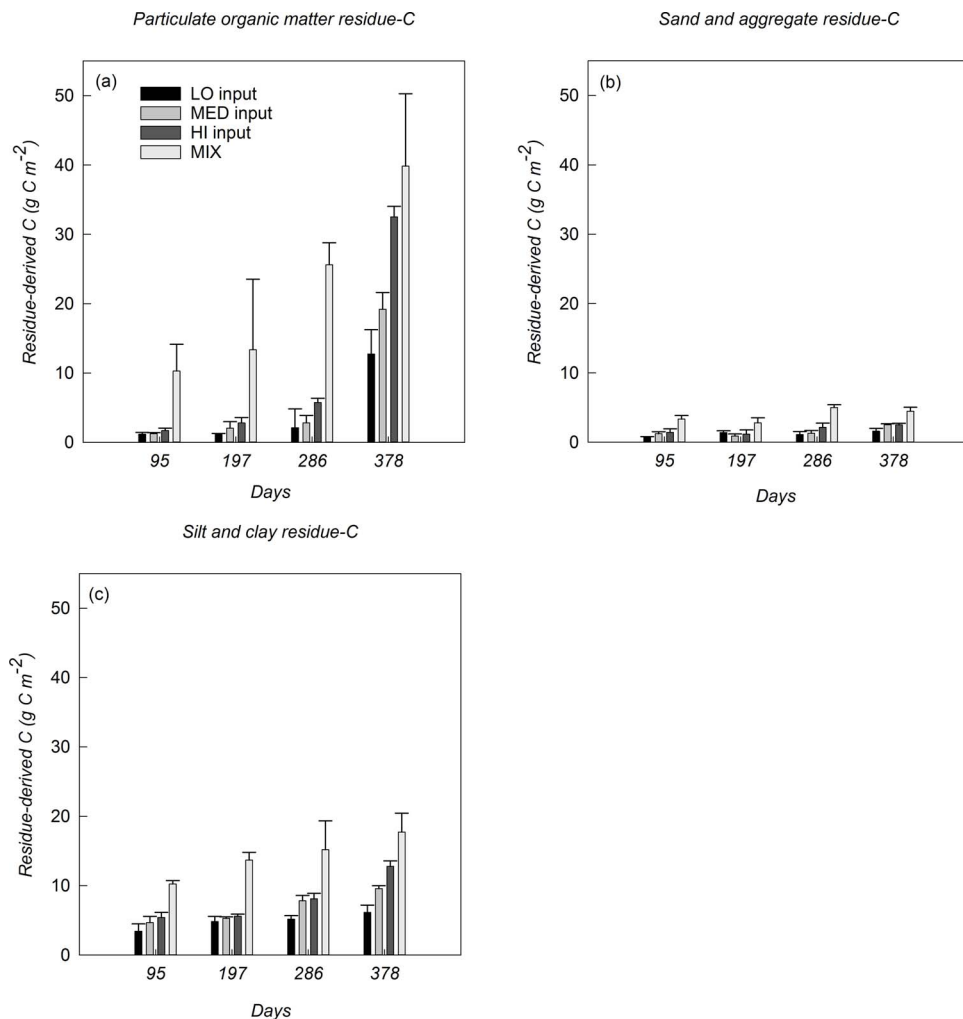 Particulate organic matter residue-C
(a)
LO input
MED input
HI input
MIX
50
40
30
20
10
0
Residue-derived C (g C m⁻²)
95 197 286 378
Days
Sand and aggregate residue-C
(b)
50
40
30
20
10
0
Residue-derived C (g C m⁻²)
95 197 286 378
Days
Silt and clay residue-C
(c)
50
40
30
20
10
0
Residue-derived C (g C m⁻²)
95 197 286 378
Days